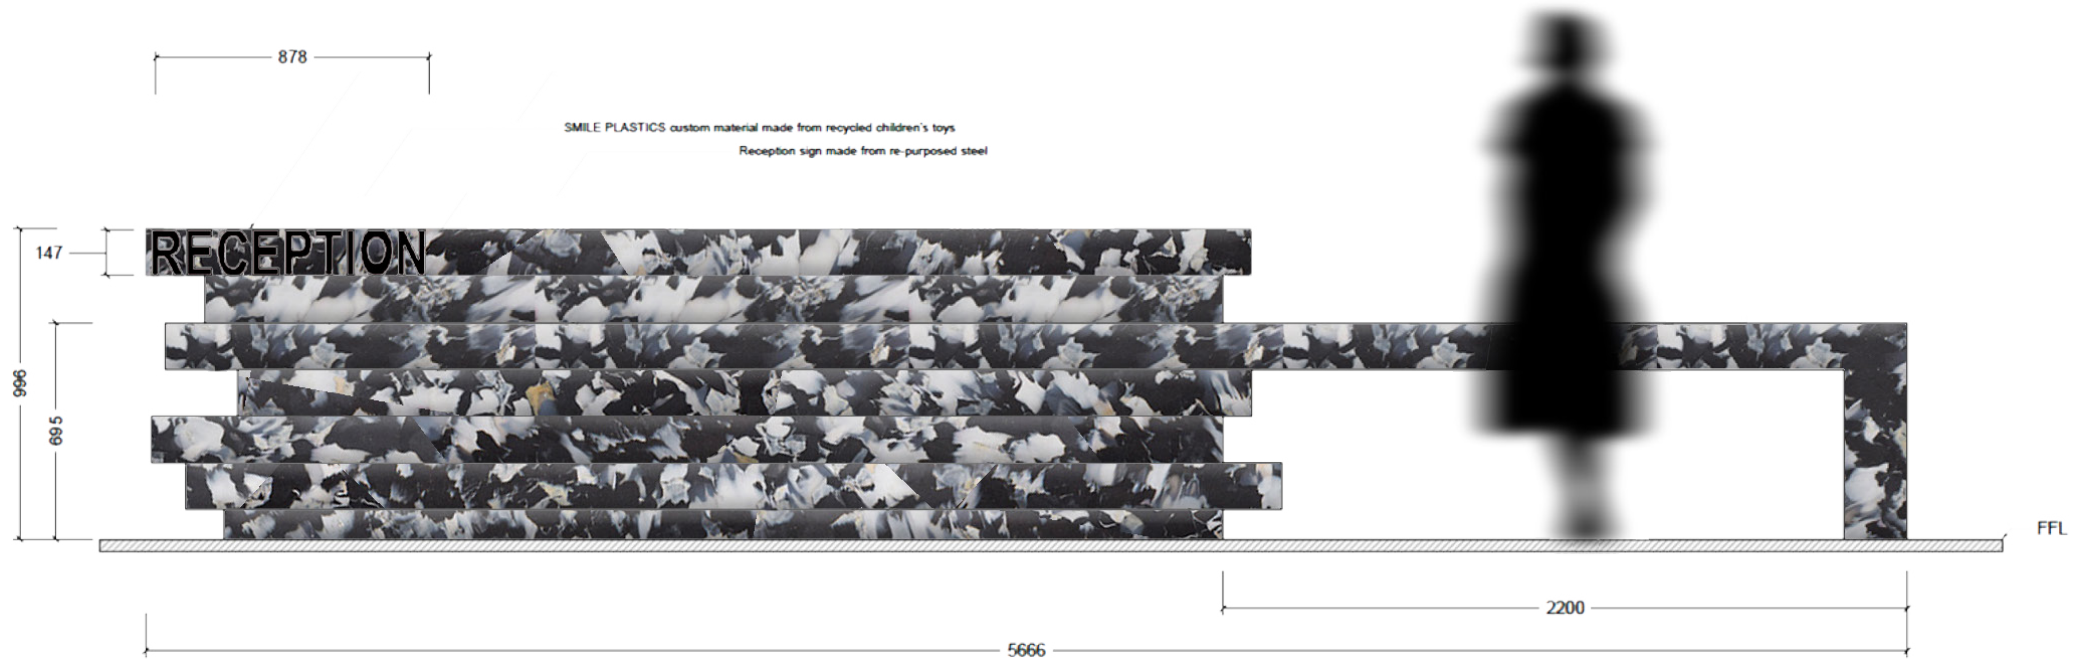 878
SMILE PLASTICS custom material made from recycled children's toys
Reception sign made from re-purposed steel
147
RECEPTION
996
695
FFL
2200
5666